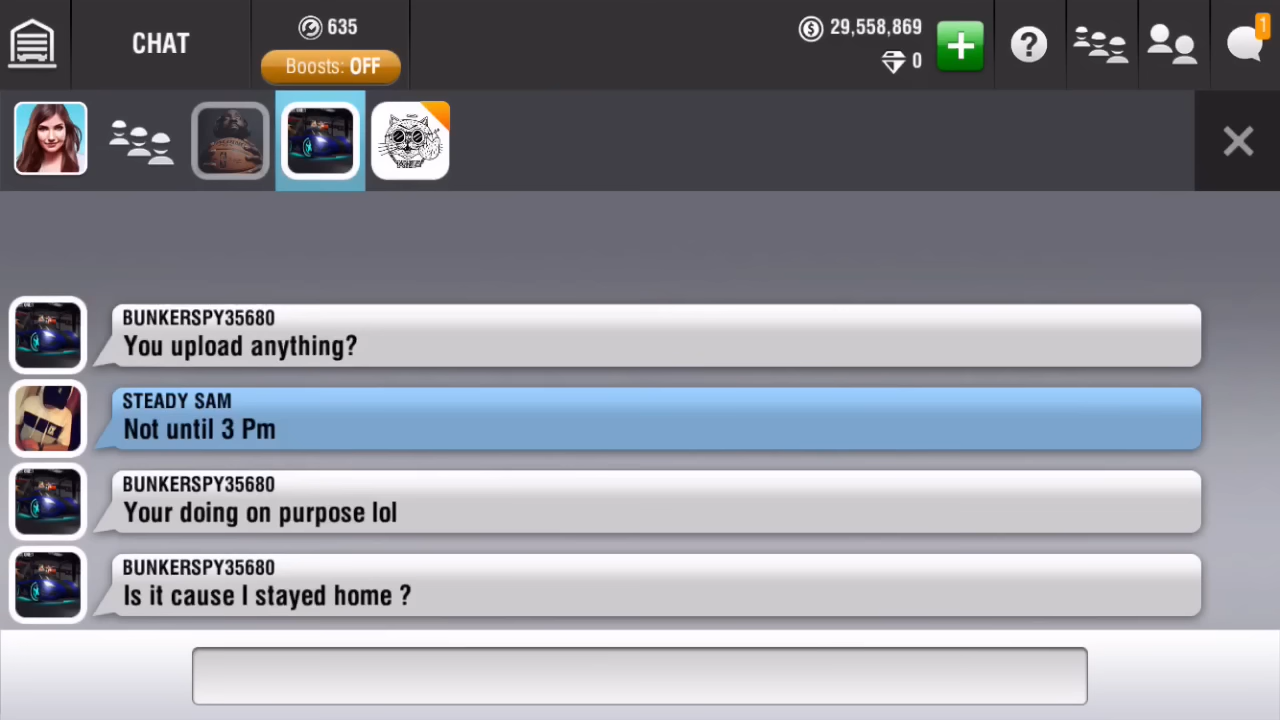 CHAT
635
Boosts: OFF
29,558,869
0
?
1
BUNKERSPY35680
You upload anything?
STEADY SAM
Not until 3 Pm
BUNKERSPY35680
Your doing on purpose lol
BUNKERSPY35680
Is it cause I stayed home ?